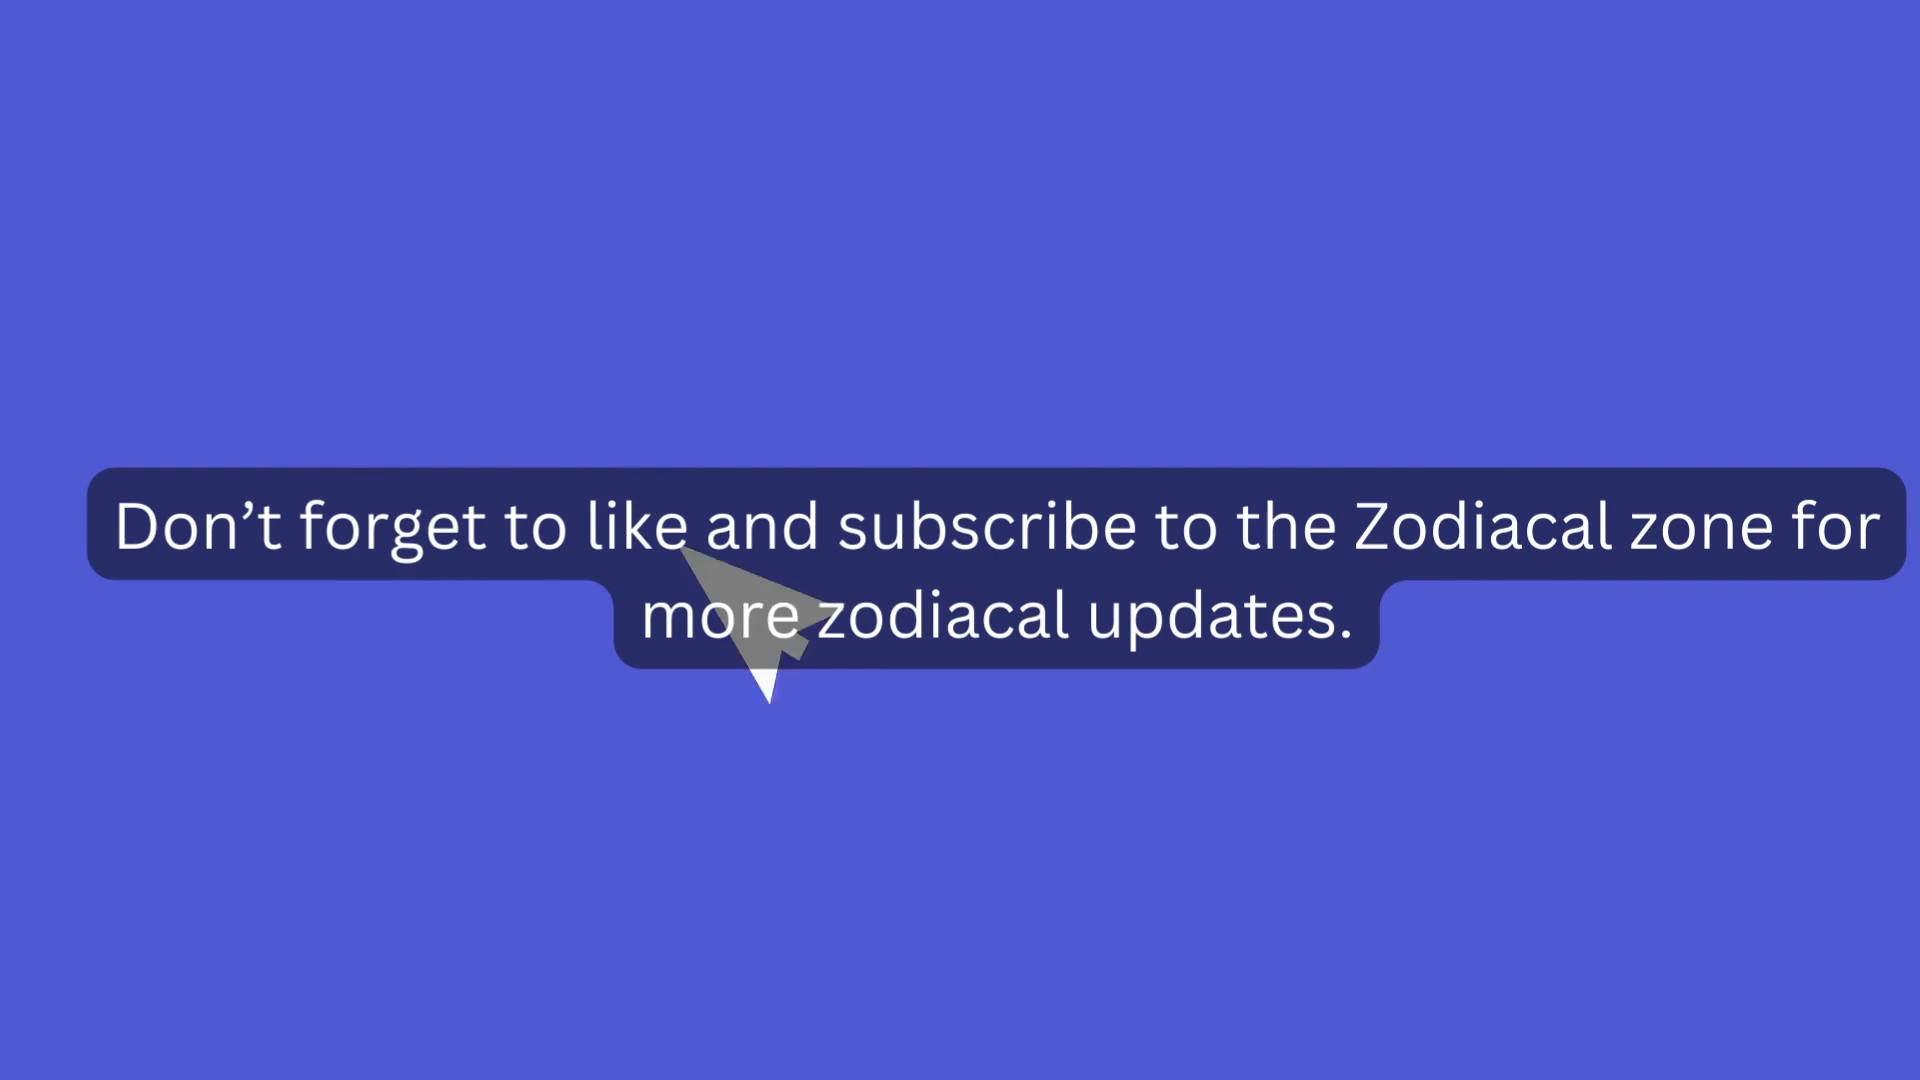 Don’t forget to like and subscribe to the Zodiacal zone for
more zodiacal updates.